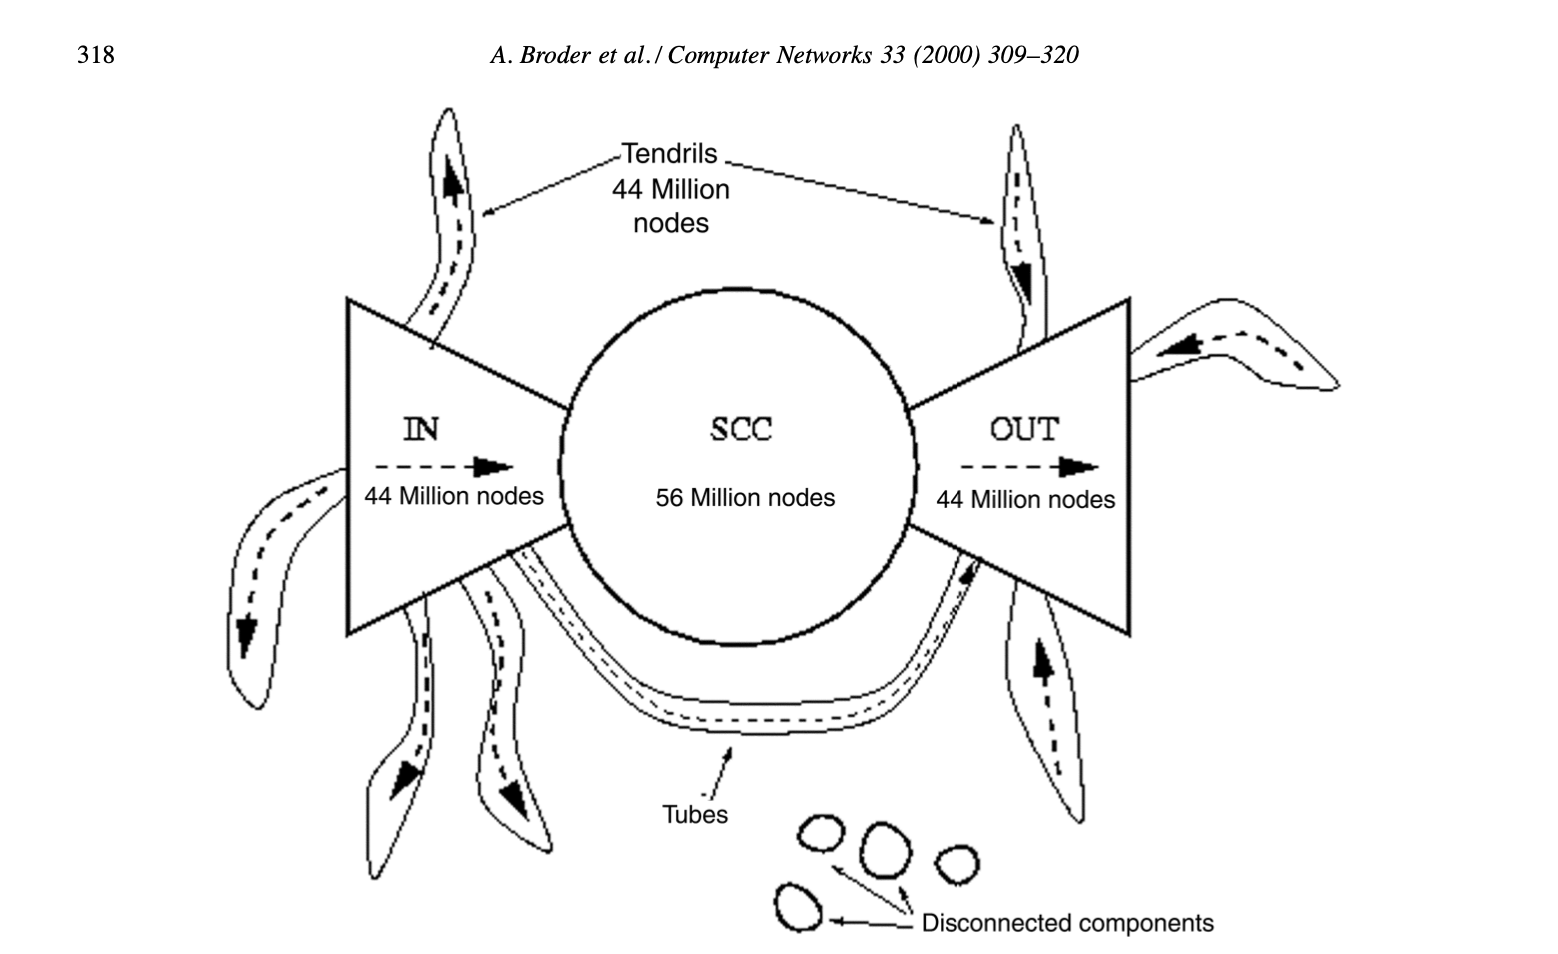 318
A. Broder et al. / Computer Networks 33 (2000) 309–320
Tendrils
44 Million
nodes
IN
44 Million nodes
SCC
56 Million nodes
OUT
44 Million nodes
Tubes
Disconnected components